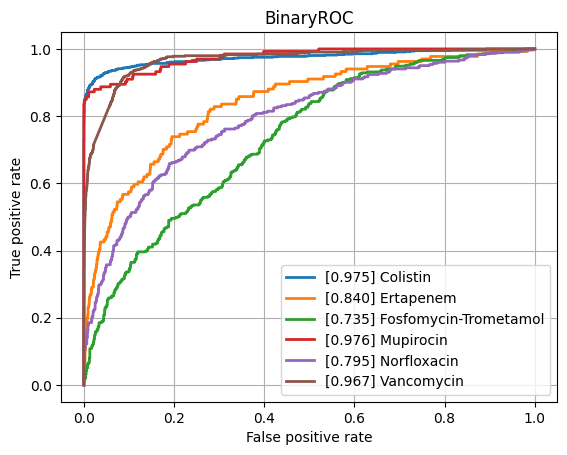 BinaryROC
True positive rate
1.0
0.8
0.6
0.4
0.2
0.0
[0.975] Colistin
[0.840] Ertapenem
[0.735] Fosfomycin-Trometamol
[0.976] Mupirocin
[0.795] Norfloxacin
[0.967] Vancomycin
0.0 0.2 0.4 0.6 0.8 1.0
False positive rate